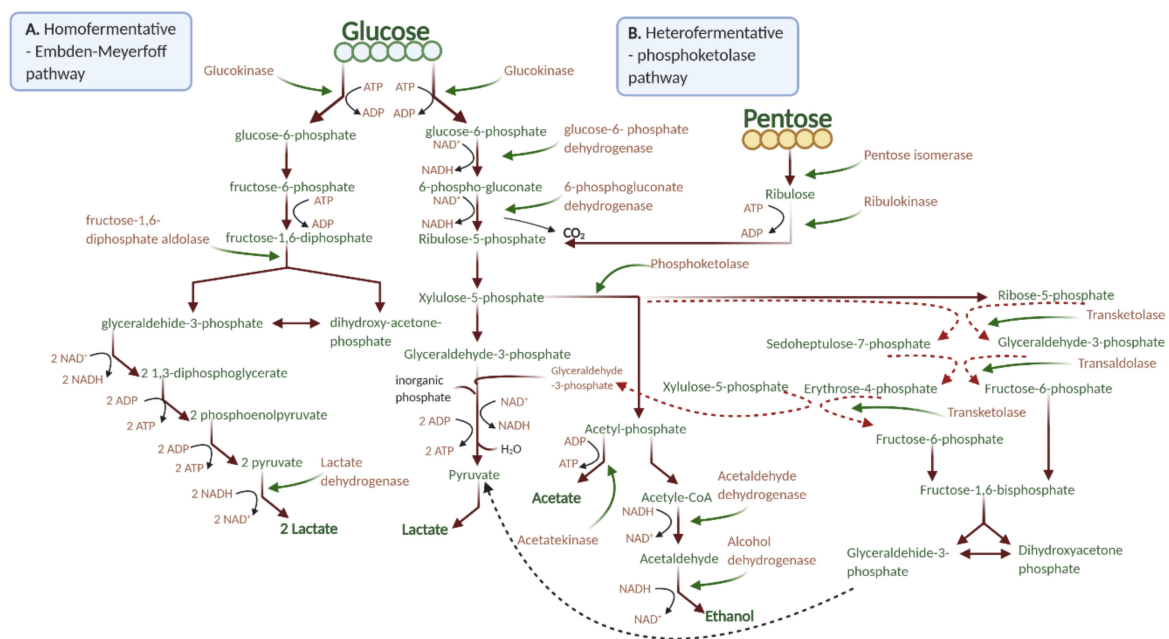 A. Homofermentative
- Embden-Meyerfoff
pathway
Glucose
B. Heterofermentative
- phosphoketolase
pathway
Glucokinase
ATP
ADP
ATP
ADP
Glucokinase
glucose-6-phosphate
fructose-6-phosphate
ATP
ADP
fructose-1,6-
diphosphate aldolase
fructose-1,6-diphosphate
glyceraldehide-3-phosphate
dihydroxy-acetone-
phosphate
2 NAD+
2 NADH
2 1,3-diphosphoglycerate
2 ADP
2 ATP
2 phosphoenolpyruvate
2 ADP
2 ATP
2 pyruvate
Lactate
dehydrogenase
2 NADH
2 NAD+
2 Lactate
glucose-6-phosphate
NAD+
NADH
glucose-6- phosphate
dehydrogenase
6-phospho-gluconate
NAD+
NADH
6-phosphogluconate
dehydrogenase
CO2
Ribulose-5-phosphate
Pentose
Pentose isomerase
Ribulose
ATP
ADP
Ribulokinase
Phosphoketolase
Xylulose-5-phosphate
Ribose-5-phosphate
Transketolase
Sedoheptulose-7-phosphate
Glyceraldehyde-3-phosphate
Transaldolase
Glyceraldehyde-3-phosphate
inorganic
phosphate
Glyceraldehyde
-3-phosphate
Xylulose-5-phosphate
Erythrose-4-phosphate
Fructose-6-phosphate
Transketolase
NAD+
NADH
2 ADP
2 ATP
H2O
Pyruvate
Lactate
Acetyl-phosphate
ADP
ATP
Acetate
Acetatekinase
Acetyle-CoA
Acetaldehyde
dehydrogenase
NADH
NAD+
Acetaldehyde
Alcohol
dehydrogenase
NADH
NAD+
Ethanol
Fructose-6-phosphate
Fructose-1,6-bisphosphate
Glyceraldehide-3-
phosphate
Dihydroxyacetone
phosphate